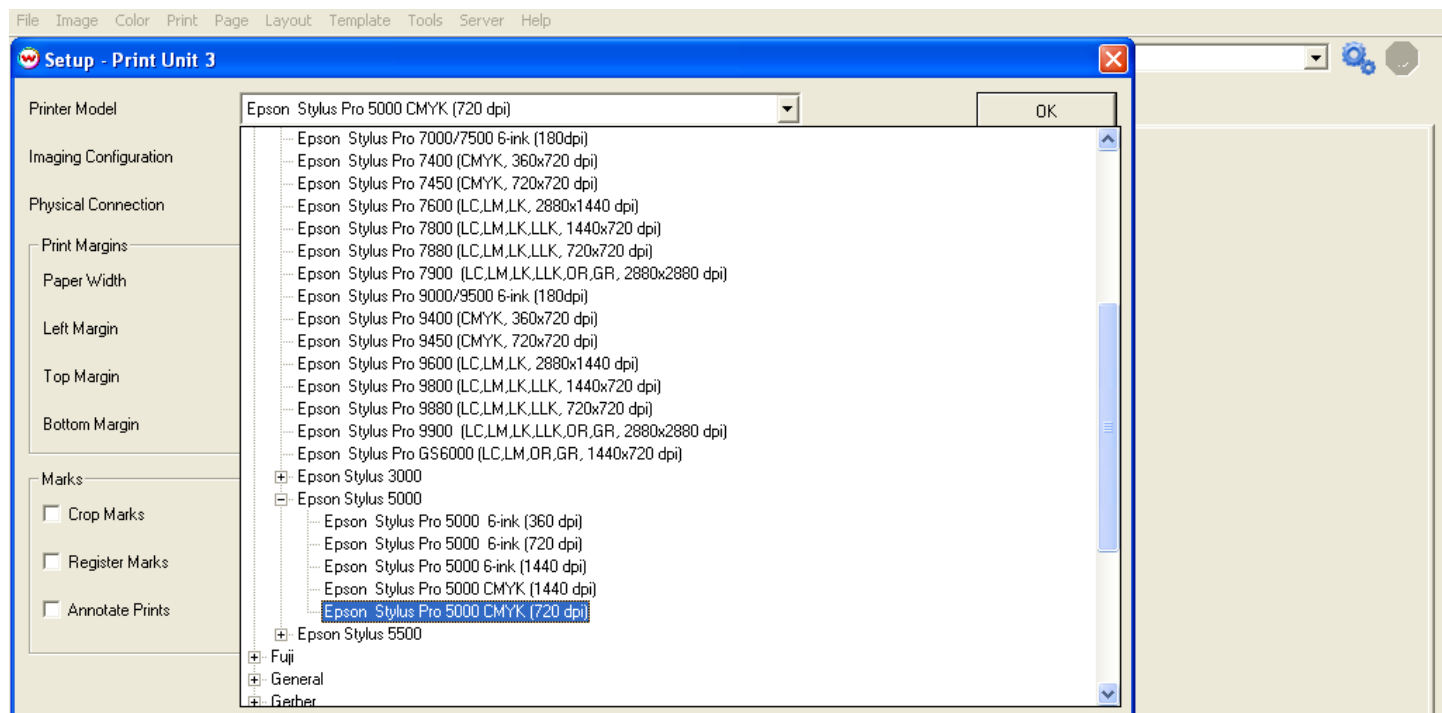 File Image Color Print Page Layout Template Tools Server Help
Setup - Print Unit 3
Printer Model
Epson Stylus Pro 5000 CMYK (720 dpi)
OK
Imaging Configuration
Physical Connection
Print Margins
Paper Width
Left Margin
Top Margin
Bottom Margin
Marks
Crop Marks
Register Marks
Annotate Prints
Epson Stylus Pro 7000/7500 6-ink (180dpi)
Epson Stylus Pro 7400 (CMYK, 360x720 dpi)
Epson Stylus Pro 7450 (CMYK, 720x720 dpi)
Epson Stylus Pro 7600 (LC,LM,LK, 2880x1440 dpi)
Epson Stylus Pro 7800 (LC,LM,LK,LLK, 1440x720 dpi)
Epson Stylus Pro 7880 (LC,LM,LK,LLK, 720x720 dpi)
Epson Stylus Pro 7900 (LC,LM,LK,LLK,OR,GR, 2880x2880 dpi)
Epson Stylus Pro 9000/9500 6-ink (180dpi)
Epson Stylus Pro 9400 (CMYK, 360x720 dpi)
Epson Stylus Pro 9450 (CMYK, 720x720 dpi)
Epson Stylus Pro 9600 (LC,LM,LK, 2880x1440 dpi)
Epson Stylus Pro 9800 (LC,LM,LK,LLK, 1440x720 dpi)
Epson Stylus Pro 9880 (LC,LM,LK,LLK, 720x720 dpi)
Epson Stylus Pro 9900 (LC,LM,LK,LLK,OR,GR, 2880x2880 dpi)
Epson Stylus Pro GS6000 (LC,LM,OR,GR, 1440x720 dpi)
Epson Stylus 3000
Epson Stylus 5000
Epson Stylus Pro 5000 6-ink (360 dpi)
Epson Stylus Pro 5000 6-ink (720 dpi)
Epson Stylus Pro 5000 6-ink (1440 dpi)
Epson Stylus Pro 5000 CMYK (1440 dpi)
Epson Stylus Pro 5000 CMYK (720 dpi)
Epson Stylus 5500
Fuji
General
Gerber